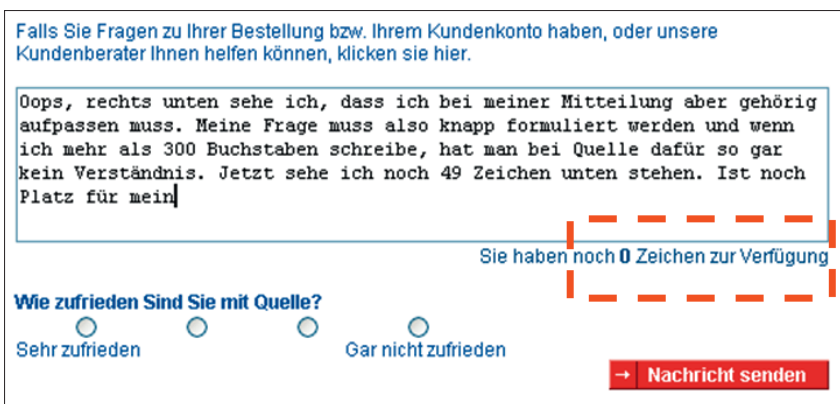 Falls Sie Fragen zu Ihrer Bestellung bzw. Ihrem Kundenkonto haben, oder unsere
Kundenberater Ihnen helfen können, klicken sie hier.
Oops, rechts unten sehe ich, dass ich bei meiner Mitteilung aber gehörig
aufpassen muss. Meine Frage muss also knapp formuliert werden und wenn
ich mehr als 300 Buchstaben schreibe, hat man bei Quelle dafür so gar
kein Verständnis. Jetzt sehe ich noch 49 Zeichen unten stehen. Ist noch
Platz für mein
Sie haben noch 0 Zeichen zur Verfügung
Wie zufrieden Sind Sie mit Quelle?
Sehr zufrieden Gar nicht zufrieden
→ Nachricht senden